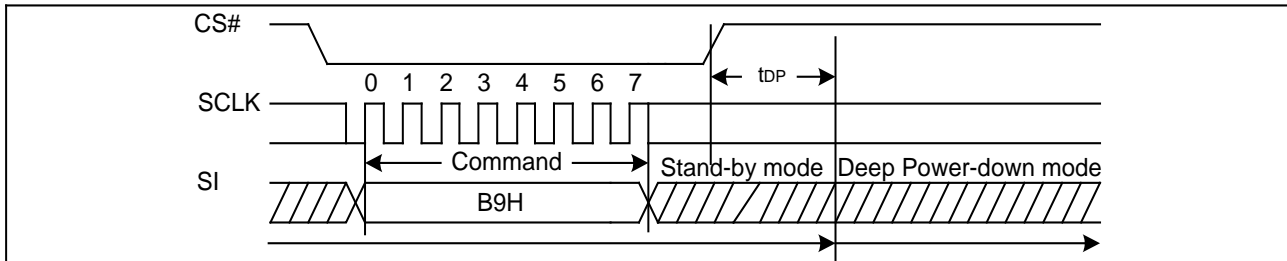 CS#
tDP
0 1 2 3 4 5 6 7
SCLK
Command
Stand-by mode Deep Power-down mode
SI
B9H